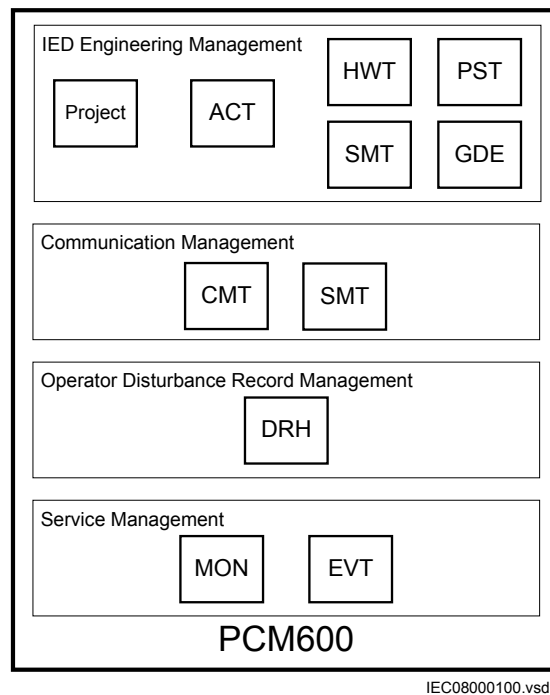 IED Engineering Management
HWT PST
Project ACT
SMT GDE
Communication Management
CMT SMT
Operator Disturbance Record Management
DRH
Service Management
MON EVT
PCM600
IEC08000100.vsd